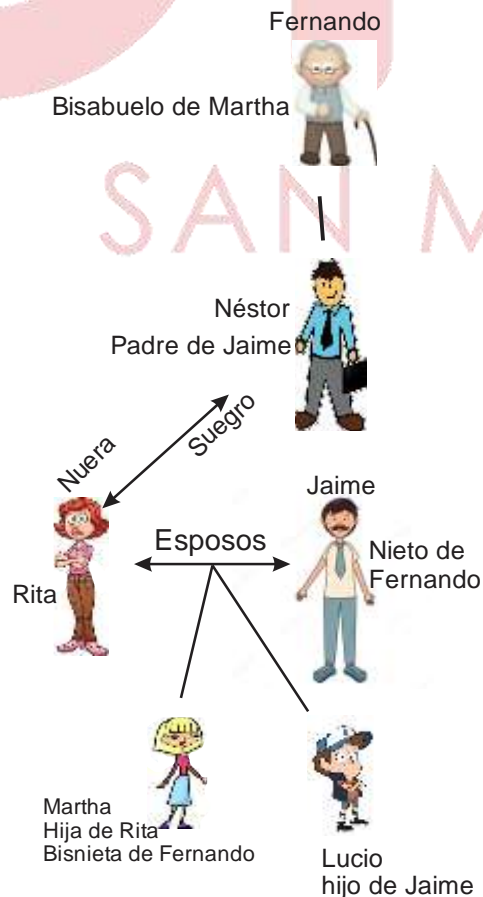 Fernando
Bisabuelo de Martha
SAN M
Néstor
Padre de Jaime
Nuera
Suegro
Jaime
Esposos
Nieto de
Fernando
Rita
Martha
Hija de Rita
Bisnieta de Fernando
Lucio
hijo de Jaime